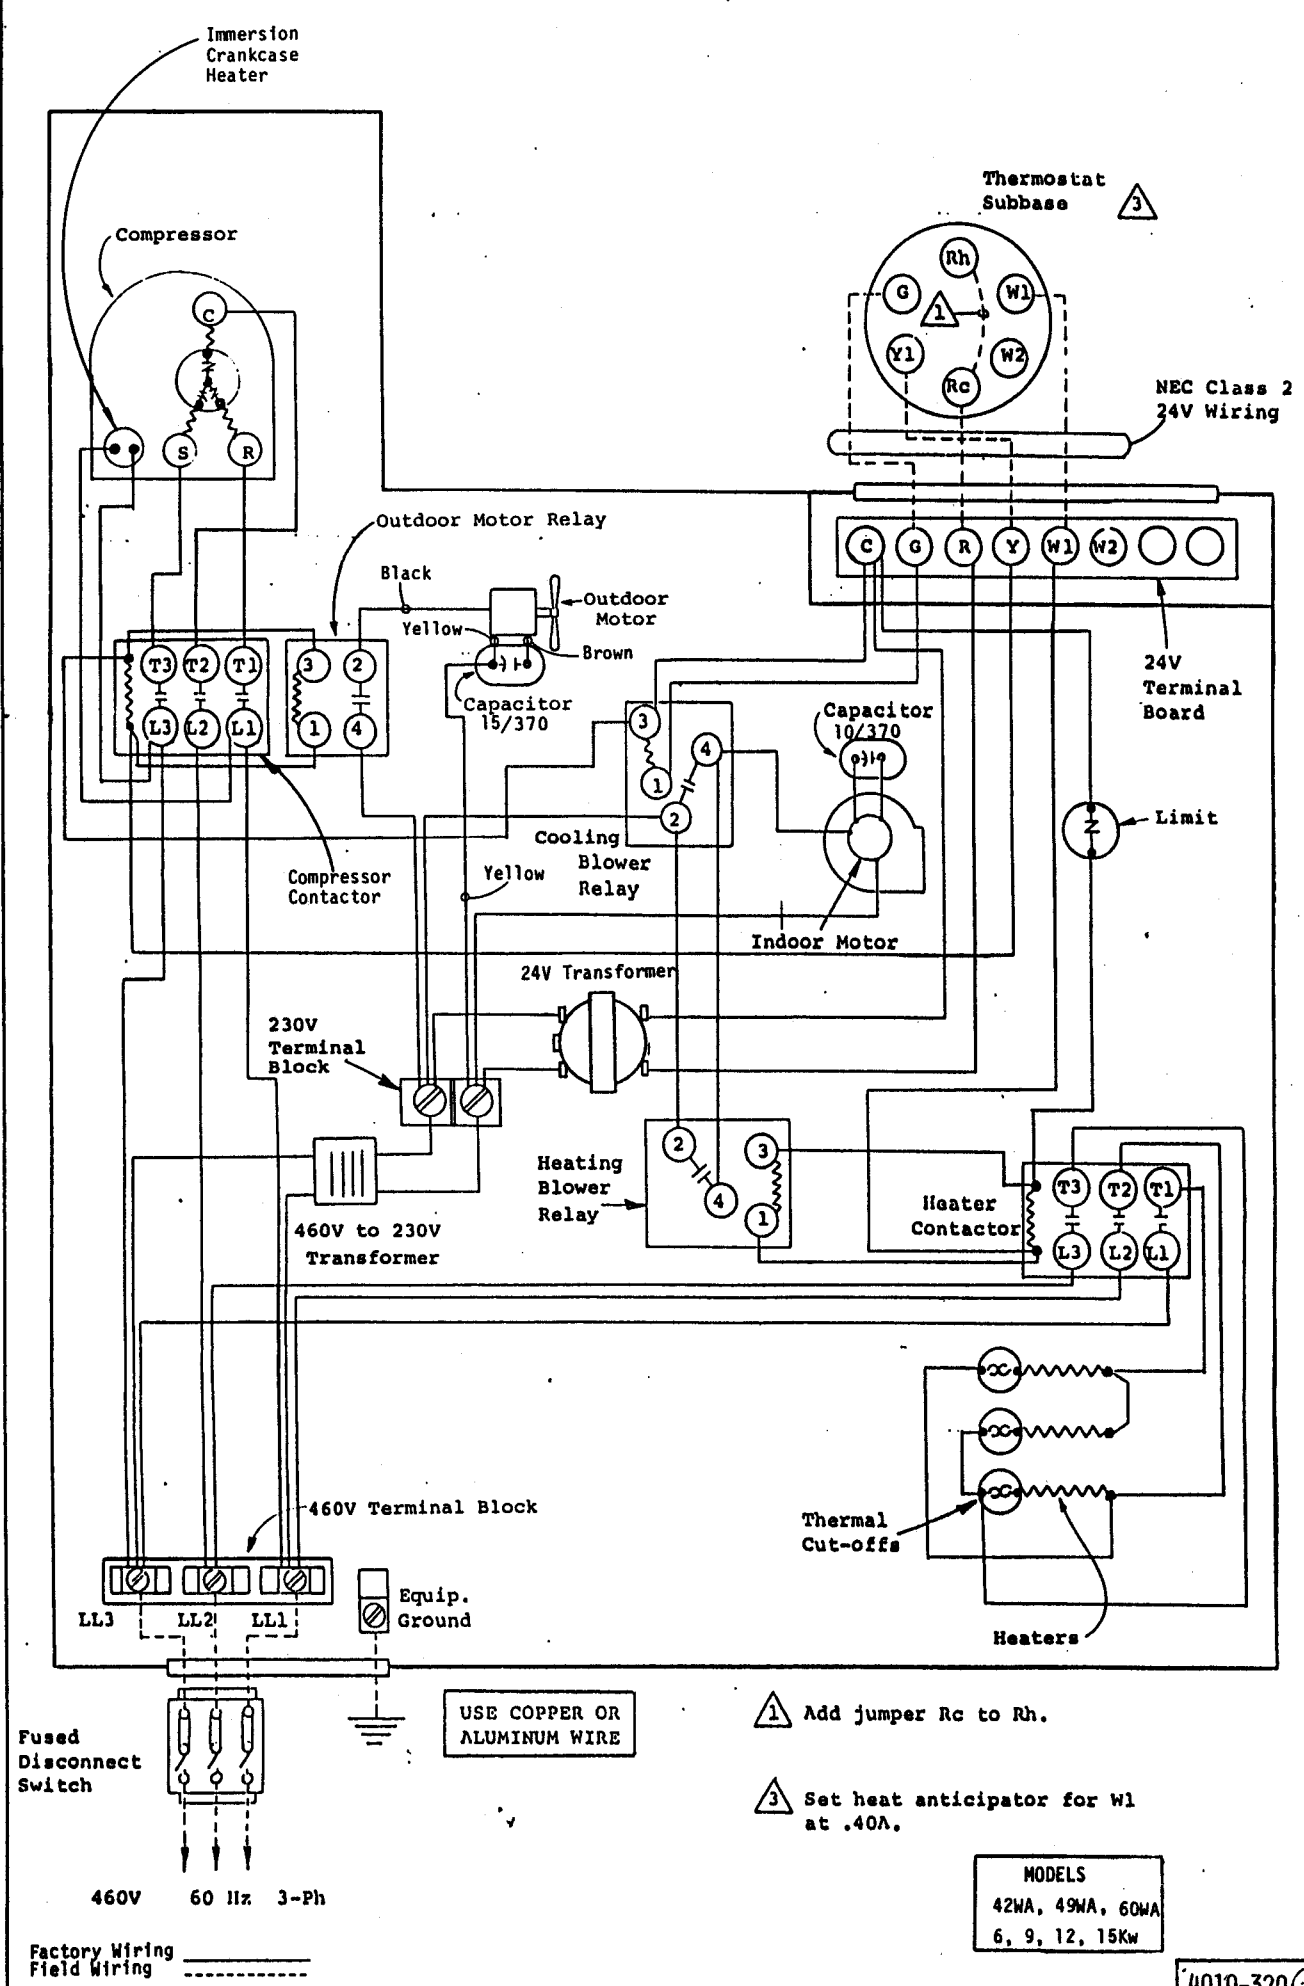 Immersion
Crankcase
Heater
Thermostat
Subbase
3
Compressor
Rh
G
W1
1
C
Y1
W2
Rc
NEC Class 2
24V Wiring
S
R
Outdoor Motor Relay
C
G
R
Y
W1
W2
Black
Outdoor
Motor
Yellow
Brown
T3
T2
T1
3
2
24V
Terminal
Board
Capacitor
15/370
L3
L2
L1
1
4
3
4
1
2
Capacitor
10/370
Limit
Cooling
Blower
Relay
Compressor
Contactor
Yellow
Indoor Motor
24V Transformer
230V
Terminal
Block
2
3
4
1
Heating
Blower
Relay
T3
T2
T1
Heater
Contactor
L3
L2
L1
460V to 230V
Transformer
460V Terminal Block
Thermal
Cut-offs
LL3
LL2
LL1
Equip.
Ground
Heaters
USE COPPER OR
ALUMINUM WIRE
1
Add jumper Rc to Rh.
Fused
Disconnect
Switch
3
Set heat anticipator for W1
at .40A.
460V 60 Hz 3-Ph
MODELS
42WA, 49WA, 60WA
6, 9, 12, 15Kw
Factory Wiring
Field Wiring
4010-320